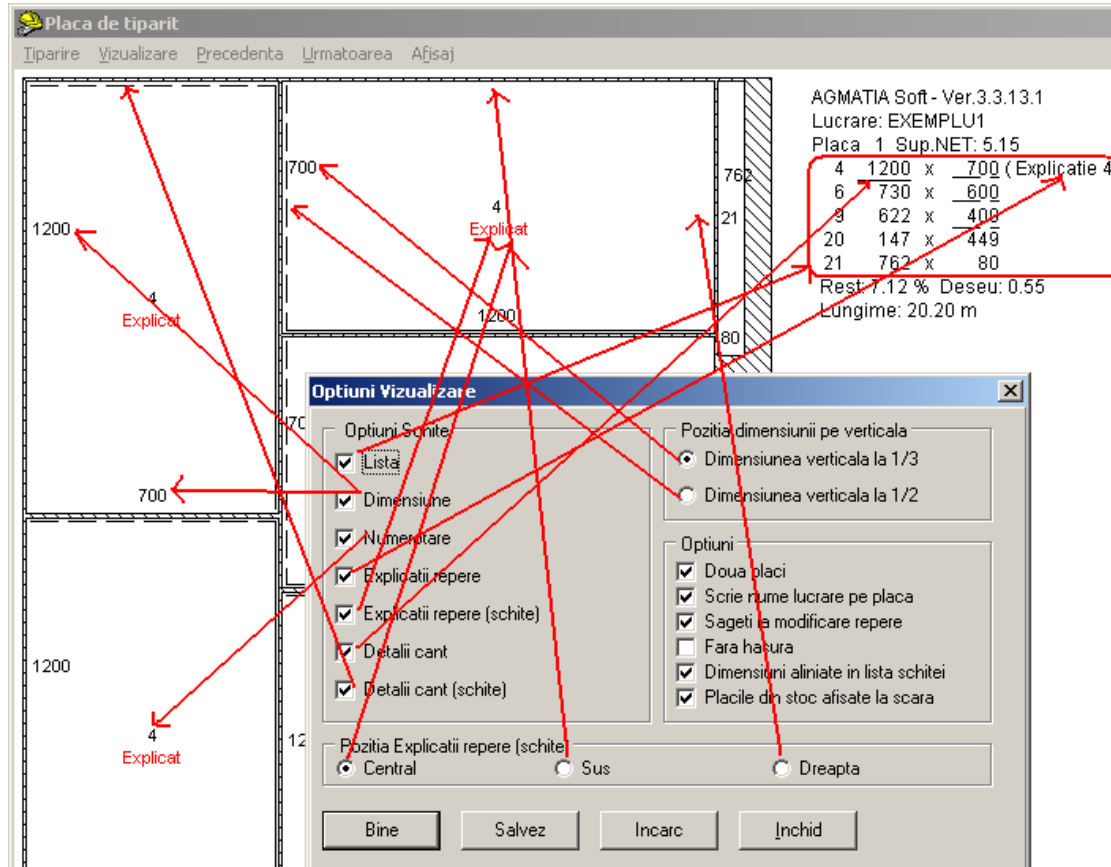 Placa de tiparit
Tiparire Vizualizare Precedenta Urmatoarea Afisaj
AGMATIA Soft - Ver.3.3.13.1
Lucrare: EXEMPLU1
Placa 1 Sup.NET: 5.15
4 1200 x 700 ( Explicatie 4
6 730 x 600
9 622 x 400
20 147 x 449
21 762 x 80
Rest: 7.12 % Deseu: 0.55
Lungime: 20.20 m
700
762
4
21
Explicat
1200
4
Explicat
1200
80
700
1200
4
Explicat
Optiuni Vizualizare
Optiuni Schite
Lista
Dimensiune
Numerotare
Explicatii repere
Explicatii repere (schite)
Detalii cant
Detalii cant (schite)
Pozitia dimensiunii pe verticala
Dimensiunea verticala la 1/3
Dimensiunea verticala la 1/2
Optiuni
Doua placi
Scrie nume lucrare pe placa
Sageti la modificare repere
Fara hasura
Dimensiuni aliniate in lista schitei
Placile din stoc afisate la scara
Pozitia Explicatii repere (schite)
Central Sus Dreapta
Bine Salvez Incarc Inchid